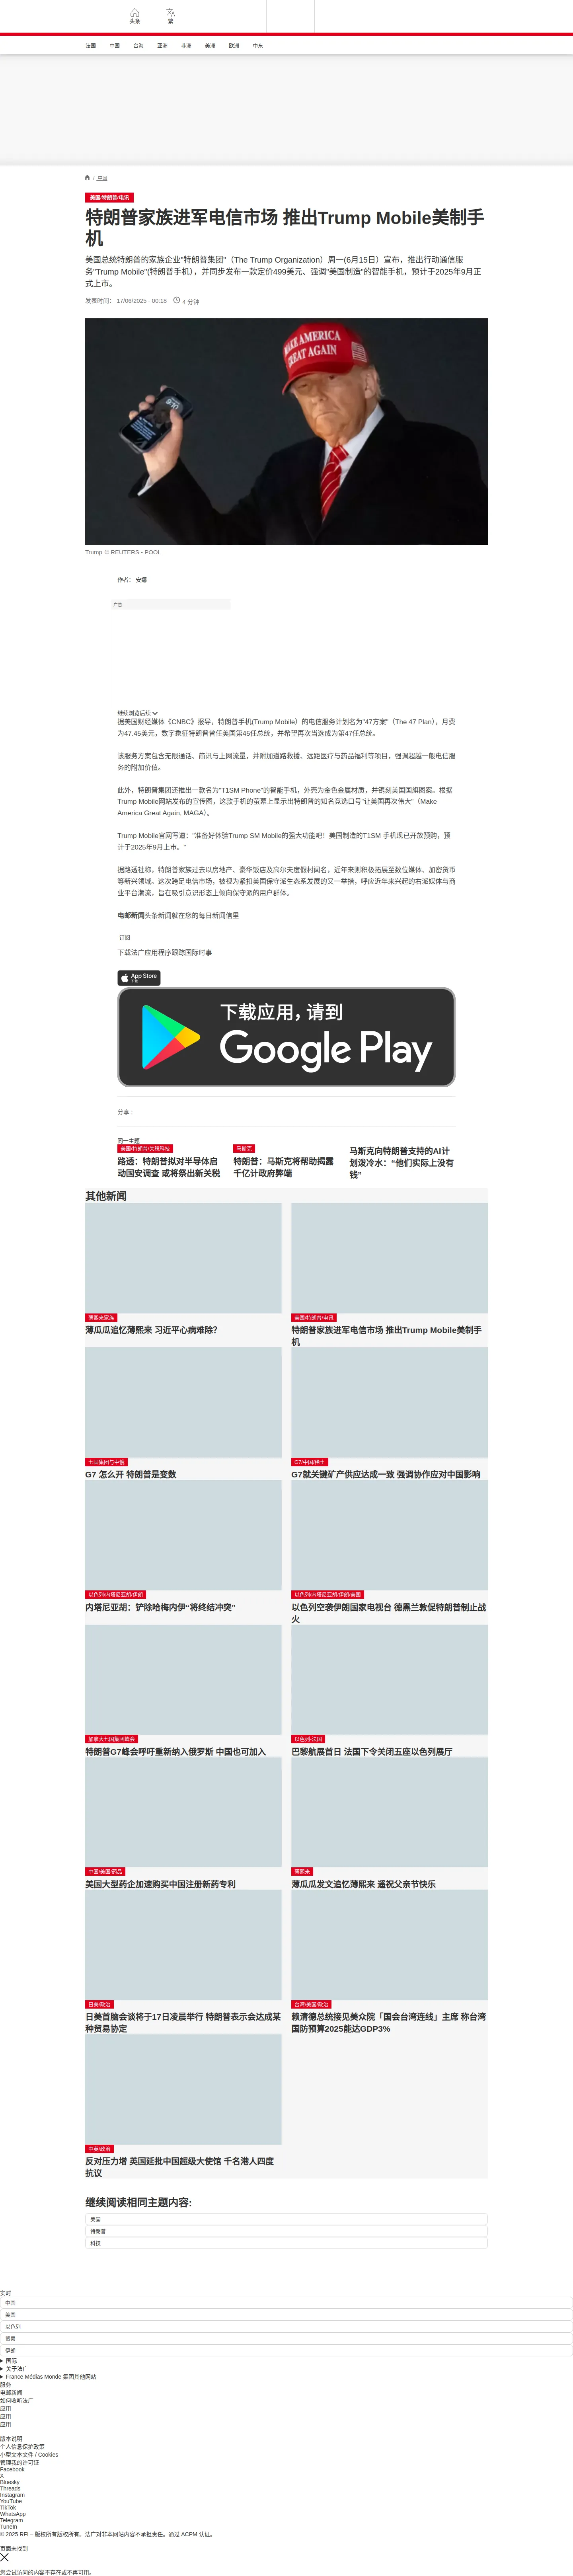 头条
繁
法国
中国
台海
亚洲
非洲
美洲
欧洲
中东
/ 中国
美国/特朗普/电讯
特朗普家族进军电信市场 推出Trump Mobile美制手
机
美国总统特朗普的家族企业"特朗普集团"（The Trump Organization）周一(6月15日）宣布，推出行动通信服
务"Trump Mobile"(特朗普手机），并同步发布一款定价499美元、强调"美国制造"的智能手机，预计于2025年9月正
式上市。
发表时间： 17/06/2025 - 00:18
4 分钟
MAKE AMERICA
GREAT AGAIN
Trump © REUTERS - POOL
作者： 安娜
广告
继续浏览后续
据美国财经媒体《CNBC》报导，特朗普手机(Trump Mobile）的电信服务计划名为"47方案"（The 47 Plan），月费
为47.45美元，数字象征特朗普曾任美国第45任总统，并希望再次当选成为第47任总统。
该服务方案包含无限通话、简讯与上网流量，并附加道路救援、远距医疗与药品福利等项目，强调超越一般电信服
务的附加价值。
此外，特朗普集团还推出一款名为"T1SM Phone"的智能手机，外壳为金色金属材质，并镌刻美国国旗图案。根据
Trump Mobile网站发布的宣传图，这款手机的萤幕上显示出特朗普的知名竞选口号"让美国再次伟大"（Make
America Great Again, MAGA）。
Trump Mobile官网写道："准备好体验Trump SM Mobile的强大功能吧！美国制造的T1SM 手机现已开放预购，预
计于2025年9月上市。"
据路透社称，特朗普家族过去以房地产、豪华饭店及高尔夫度假村闻名，近年来则积极拓展至数位媒体、加密货币
等新兴领域。这次跨足电信市场，被视为紧扣美国保守派生态系发展的又一举措，呼应近年来兴起的右派媒体与商
业平台潮流，旨在吸引意识形态上倾向保守派的用户群体。
电邮新闻头条新闻就在您的每日新闻信里
订阅
下载法广应用程序跟踪国际时事
App Store
下载
下载应用，请到
Google Play
分享 :
同一主题
美国/特朗普/关税科技
路透：特朗普拟对半导体启
动国安调查 或将祭出新关税
马斯克
特朗普：马斯克将帮助揭露
千亿计政府弊端
马斯克向特朗普支持的AI计
划泼冷水：“他们实际上没有
钱”
其他新闻
薄熙来家族
薄瓜瓜追忆薄熙来 习近平心病难除?
美国/特朗普/电讯
特朗普家族进军电信市场 推出Trump Mobile美制手
机
七国集团与中俄
G7 怎么开 特朗普是变数
G7/中国/稀土
G7就关键矿产供应达成一致 强调协作应对中国影响
以色列/内塔尼亚胡/伊朗
内塔尼亚胡：铲除哈梅内伊“将终结冲突”
以色列/内塔尼亚胡/伊朗/美国
以色列空袭伊朗国家电视台 德黑兰敦促特朗普制止战
火
加拿大七国集团峰会
特朗普G7峰会呼吁重新纳入俄罗斯 中国也可加入
以色列-法国
巴黎航展首日 法国下令关闭五座以色列展厅
中国/美国/药品
美国大型药企加速购买中国注册新药专利
薄熙来
薄瓜瓜发文追忆薄熙来 遥祝父亲节快乐
日美/政治
日美首脑会谈将于17日凌晨举行 特朗普表示会达成某
种贸易协定
台湾/美国/政治
赖清德总统接见美众院「国会台湾连线」主席 称台湾
国防预算2025能达GDP3%
中英/政治
反对压力增 英国延批中国超级大使馆 千名港人四度
抗议
继续阅读相同主题内容:
美国
特朗普
科技
实时
中国
美国
以色列
贸易
伊朗
国际
关于法广
France Médias Monde 集团其他网站
服务
电邮新闻
如何收听法广
应用
应用
应用
版本说明
个人信息保护政策
小型文本文件 / Cookies
管理我的许可证
Facebook
X
Bluesky
Threads
Instagram
YouTube
TikTok
WhatsApp
Telegram
TuneIn
© 2025 RFI – 版权所有版权所有。法广对非本网站内容不承担责任。通过 ACPM 认证。
页面未找到
您尝试访问的内容不存在或不再可用。